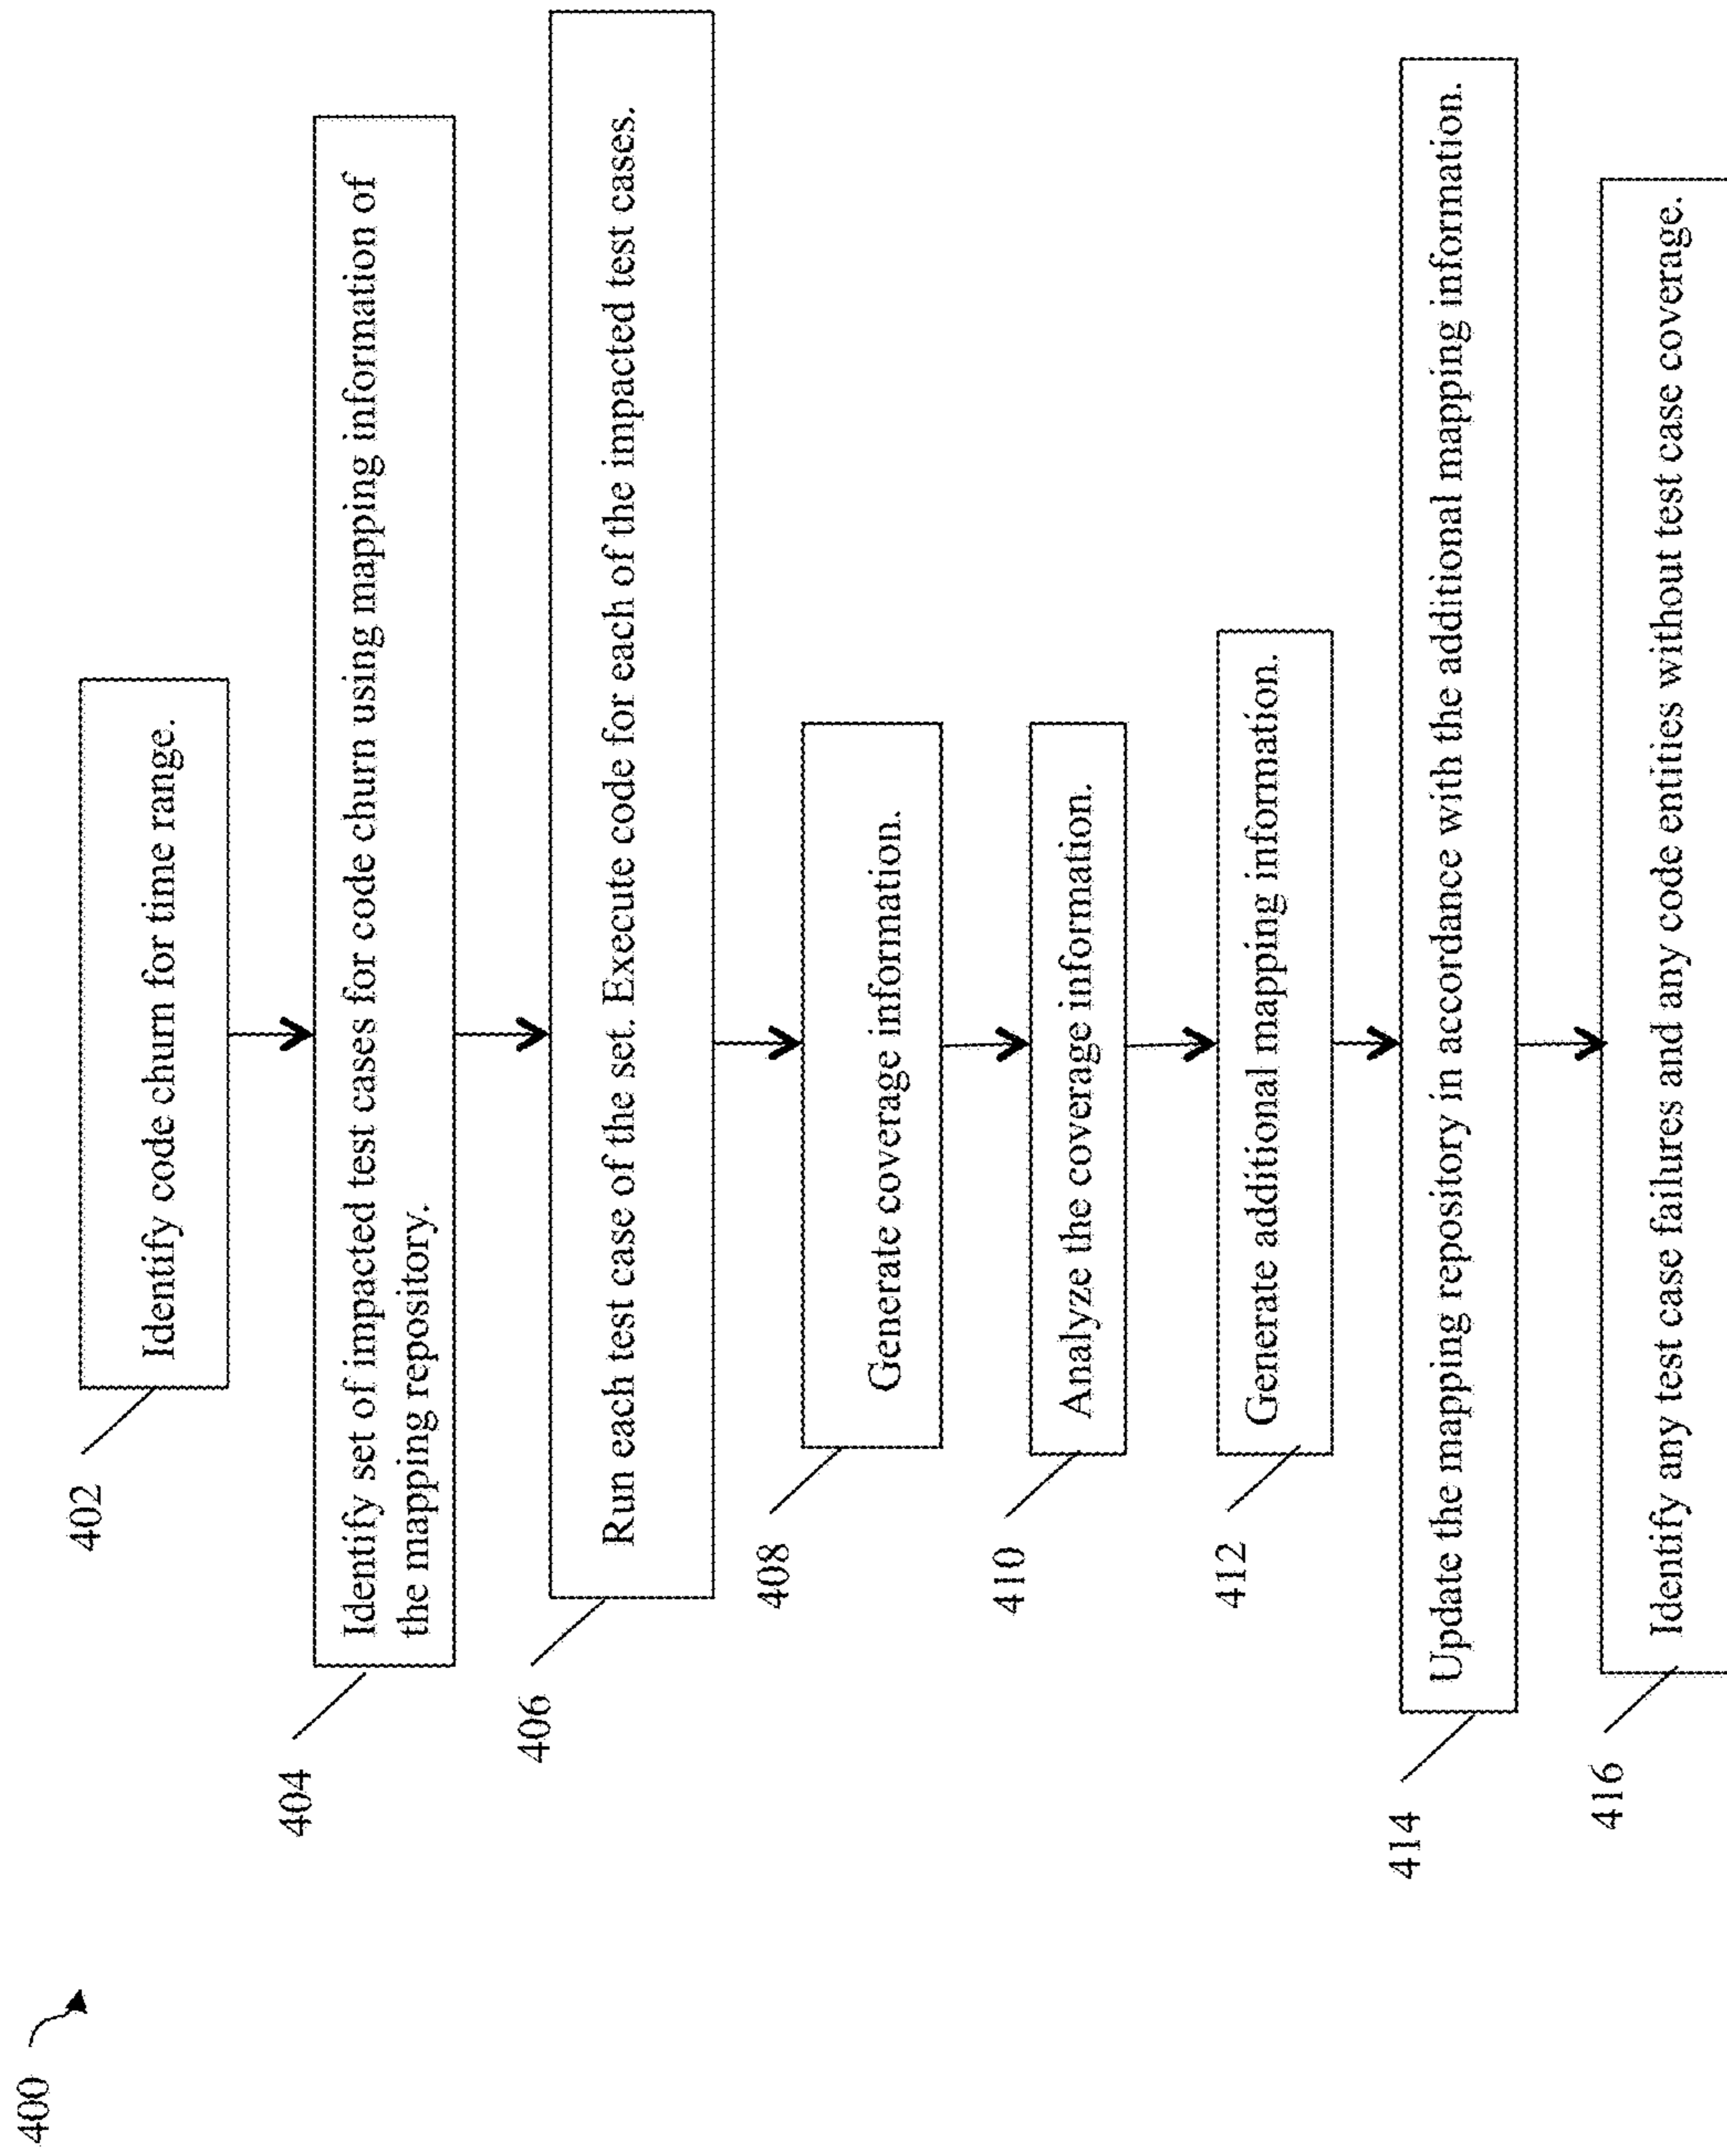 400
402
Identify code churn for time range.
404
Identify set of impacted test cases for code churn using mapping information of
the mapping repository.
406
Run each test case of the set. Execute code for each of the impacted test cases.
408
Generate coverage information.
410
Analyze the coverage information.
412
Generate additional mapping information.
414
Update the mapping repository in accordance with the additional mapping information.
416
Identify any test case failures and any code entities without test case coverage.